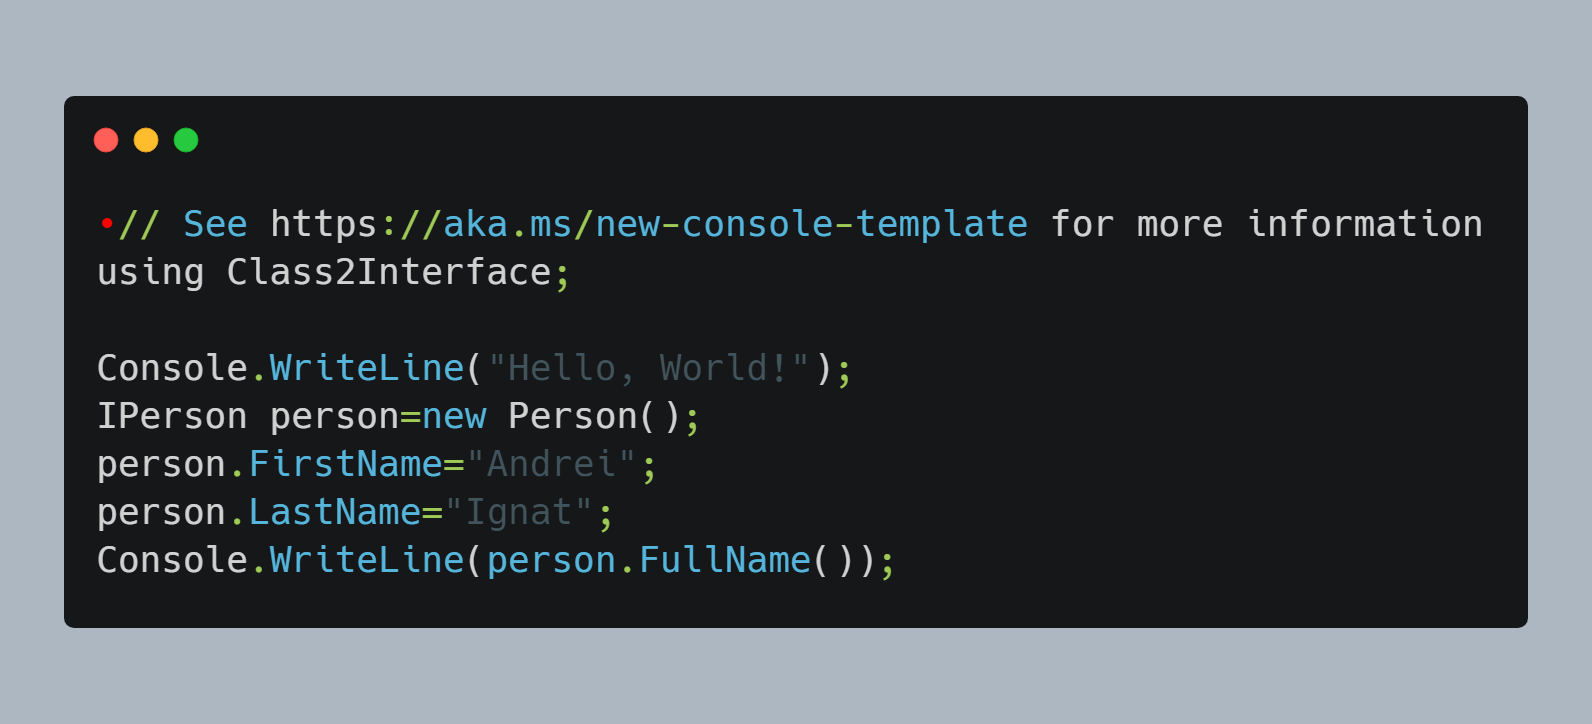 •// See https://aka.ms/new-console-template for more information
using Class2Interface;

Console.WriteLine("Hello, World!");
IPerson person=new Person();
person.FirstName="Andrei";
person.LastName="Ignat";
Console.WriteLine(person.FullName());